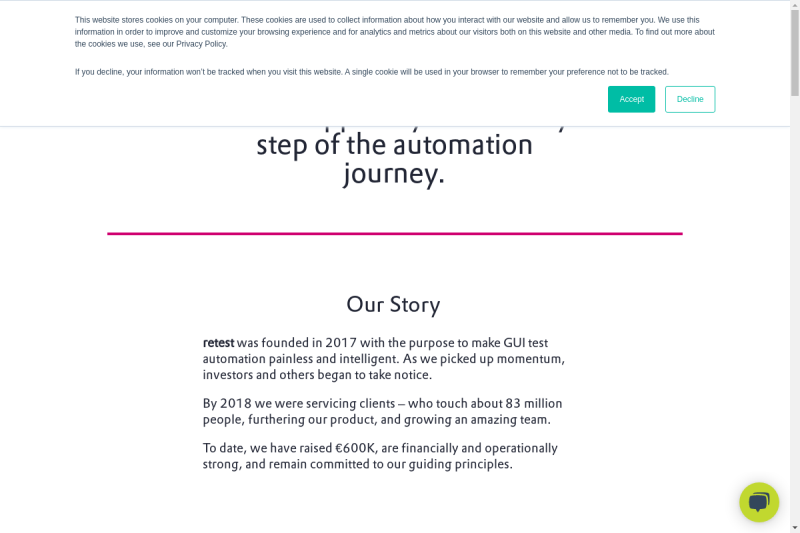 This website stores cookies on your computer. These cookies are used to collect information about how you interact with our website and allow us to remember you. We use this
information in order to improve and customize your browsing experience and for analytics and metrics about our visitors both on this website and other media. To find out more about
the cookies we use, see our Privacy Policy.
If you decline, your information won't be tracked when you visit this website. A single cookie will be used in your browser to remember your preference not to be tracked.
Accept
Decline
step of the automation
journey.
Our Story
retest was founded in 2017 with the purpose to make GUI test
automation painless and intelligent. As we picked up momentum,
investors and others began to take notice.
By 2018 we were servicing clients – who touch about 83 million
people, furthering our product, and growing an amazing team.
To date, we have raised €600K, are financially and operationally
strong, and remain committed to our guiding principles.